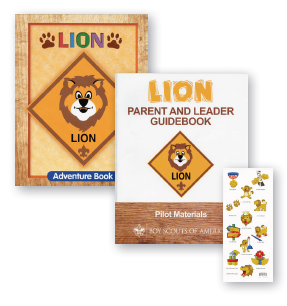 LION
LION
Adventure Book
LION
PARENT AND LEADER
GUIDEBOOK
LION
Pilot Materials
BOY SCOUTS OF AMERICA